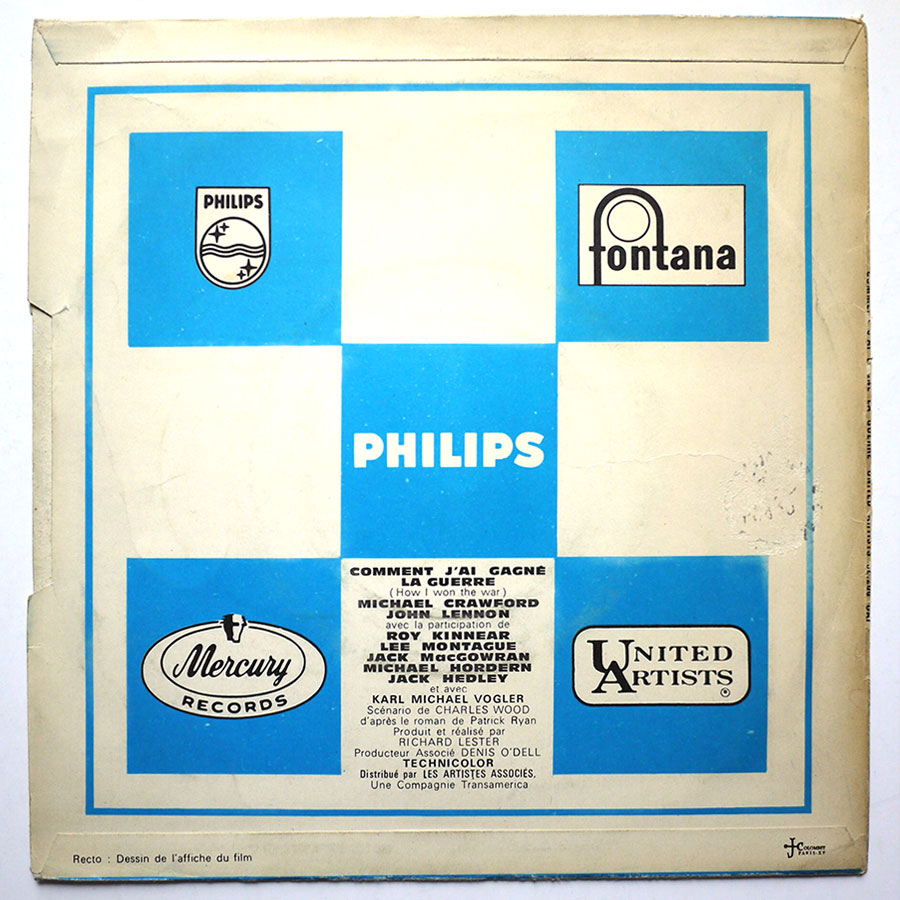 PHILIPS
fontana
PHILIPS
COMMENT J'AI GAGNÉ
LA GUERRE
(How I won the war)
MICHAEL CRAWFORD
JOHN LENNON
avec la participation de
ROY KINNEAR
LEE MONTAGUE
JACK MacGOWRAN
MICHAEL HORDERN
JACK HEDLEY
et avec
KARL MICHAEL VOGLER
Scénario de CHARLES WOOD
d'après le roman de Patrick Ryan
Produit et réalisé par
RICHARD LESTER
Producteur Associé DENIS O'DELL
TECHNICOLOR
Distribué par LES ARTISTES ASSOCIÉS,
Une Compagnie Transamerica
Mercury
RECORDS
UNITED
ARTISTS ®
Recto : Dessin de l'affiche du film
J. COLOMBET
PARIS-XV